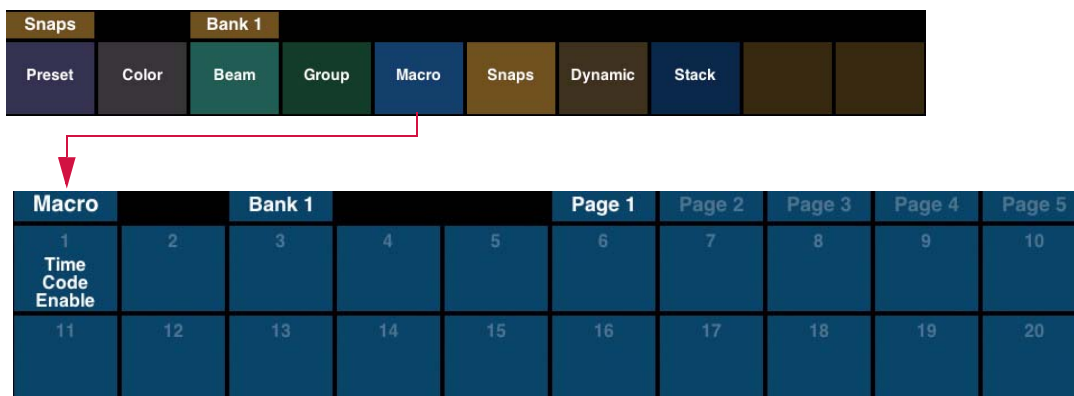 Snaps Bank 1
Preset Color Beam Group Macro Snaps Dynamic Stack
Macro Bank 1 Page 1 Page 2 Page 3 Page 4 Page 5
1 2 3 4 5 6 7 8 9 10
Time
Code
Enable
11 12 13 14 15 16 17 18 19 20